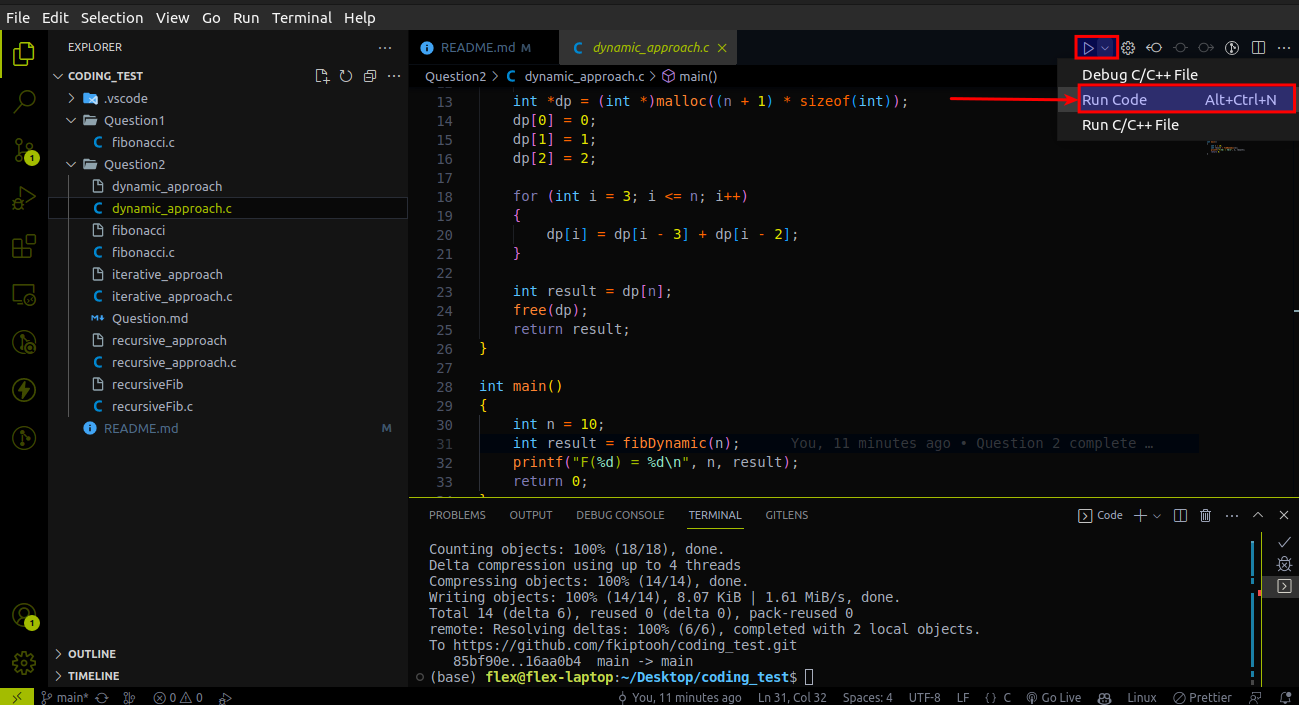 File Edit Selection View Go Run Terminal Help
EXPLORER
CODING_TEST
.vscode
Question1
fibonacci.c
Question2
dynamic_approach
dynamic_approach.c
fibonacci
fibonacci.c
iterative_approach
iterative_approach.c
Question.md
recursive_approach
recursive_approach.c
recursiveFib
recursiveFib.c
README.md M
OUTLINE
TIMELINE
README.md M
dynamic_approach.c
Question2 > dynamic_approach.c > main()
Debug C/C++ File
Run Code Alt+Ctrl+N
Run C/C++ File
13 int *dp = (int *)malloc((n + 1) * sizeof(int));
14 dp[0] = 0;
15 dp[1] = 1;
16 dp[2] = 2;
17
18 for (int i = 3; i <= n; i++)
19 {
20 dp[i] = dp[i - 3] + dp[i - 2];
21 }
22
23 int result = dp[n];
24 free(dp);
25 return result;
26 }
27
28 int main()
29 {
30 int n = 10;
31 int result = fibDynamic(n); You, 11 minutes ago • Question 2 complete …
32 printf("F(%d) = %d\n", n, result);
33 return 0;
PROBLEMS OUTPUT DEBUG CONSOLE TERMINAL GITLENS
Code
Counting objects: 100% (18/18), done.
Delta compression using up to 4 threads
Compressing objects: 100% (14/14), done.
Writing objects: 100% (14/14), 8.07 KiB | 1.61 MiB/s, done.
Total 14 (delta 6), reused 0 (delta 0), pack-reused 0
remote: Resolving deltas: 100% (6/6), completed with 2 local objects.
To https://github.com/fkiptooh/coding_test.git
85bf90e..16aa0b4 main -> main
(base) flex@flex-laptop:~/Desktop/coding_test$
1
1
main* 0 0 You, 11 minutes ago Ln 31, Col 32 Spaces: 4 UTF-8 LF {} C Go Live Linux Prettier